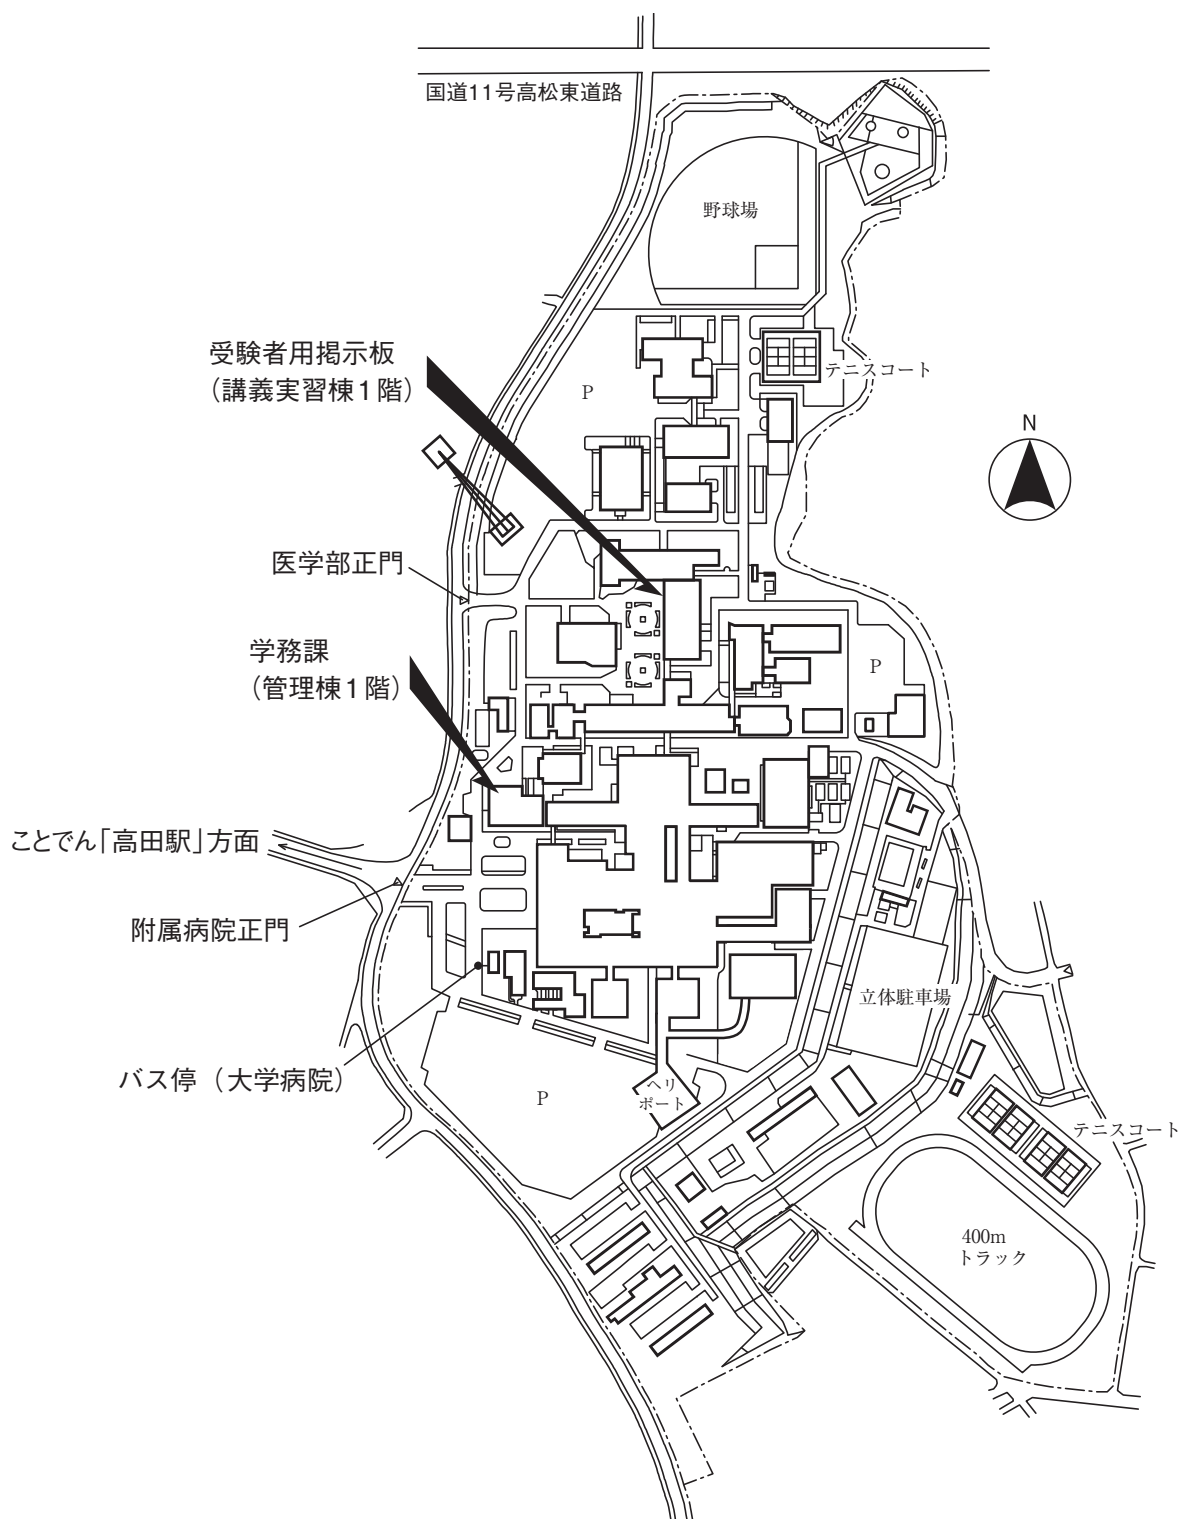 国道11号高松東道路
野球場
受験者用掲示板
（講義実習棟１階）
テニスコート
P
N
医学部正門
学務課
（管理棟１階）
P
ことでん「高田駅」方面
附属病院正門
立体駐車場
バス停（大学病院）
P
ヘリ
ポート
テニスコート
400m
トラック